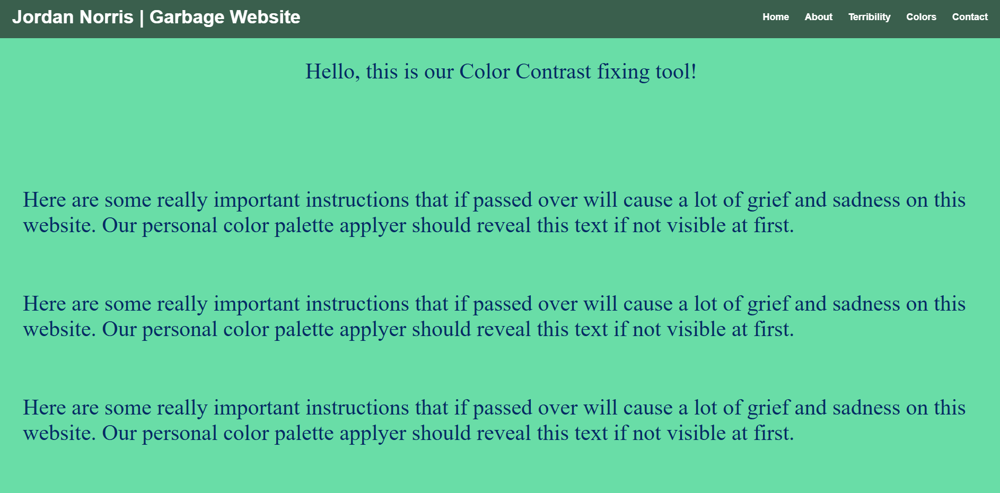 Jordan Norris | Garbage Website
Home About Terribility Colors Contact
Hello, this is our Color Contrast fixing tool!
Here are some really important instructions that if passed over will cause a lot of grief and sadness on this
website. Our personal color palette applyer should reveal this text if not visible at first.
Here are some really important instructions that if passed over will cause a lot of grief and sadness on this
website. Our personal color palette applyer should reveal this text if not visible at first.
Here are some really important instructions that if passed over will cause a lot of grief and sadness on this
website. Our personal color palette applyer should reveal this text if not visible at first.